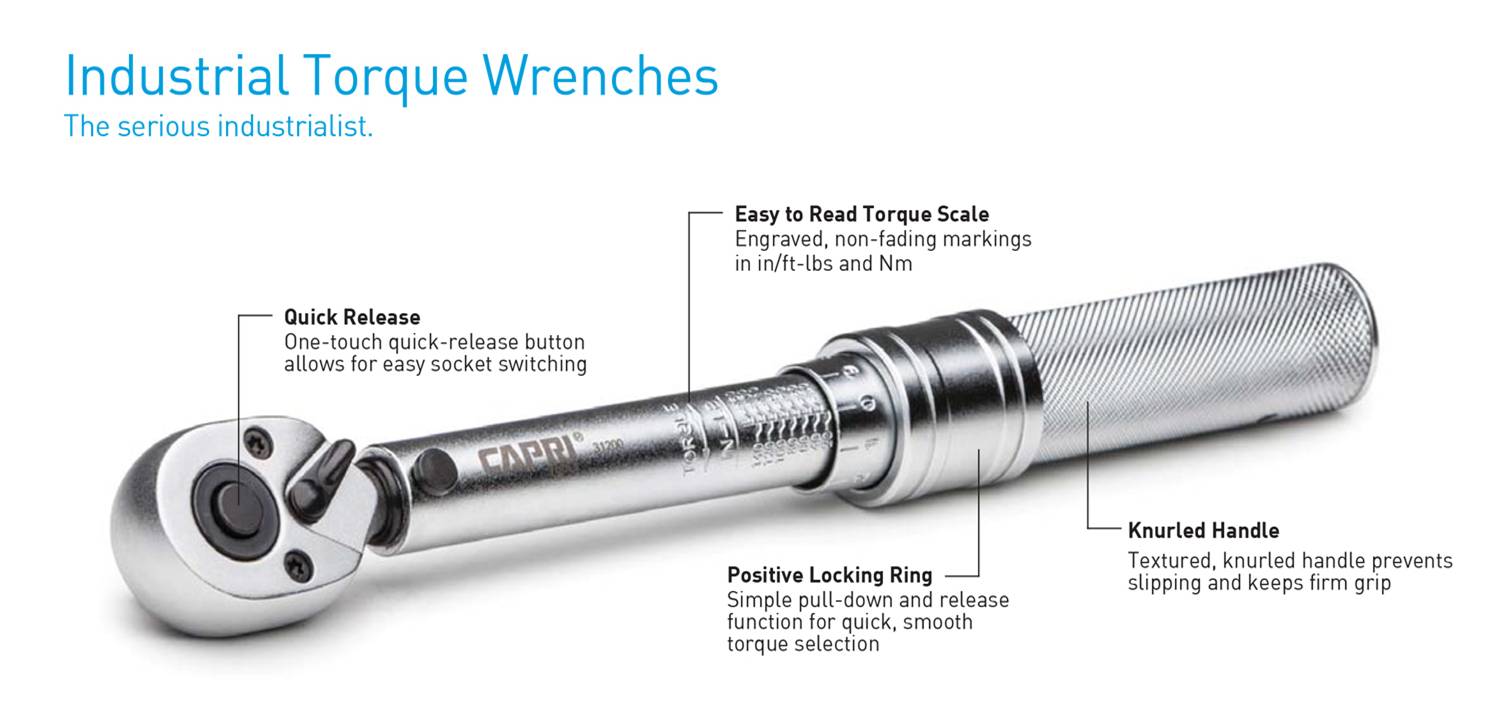 Industrial Torque Wrenches
The serious industrialist.
Easy to Read Torque Scale
Engraved, non-fading markings
in in/ft-lbs and Nm
Quick Release
One-touch quick-release button
allows for easy socket switching
CAPRI®
31200
TORQUE
IN-LB
Knurled Handle
Textured, knurled handle prevents
slipping and keeps firm grip
Positive Locking Ring
Simple pull-down and release
function for quick, smooth
torque selection